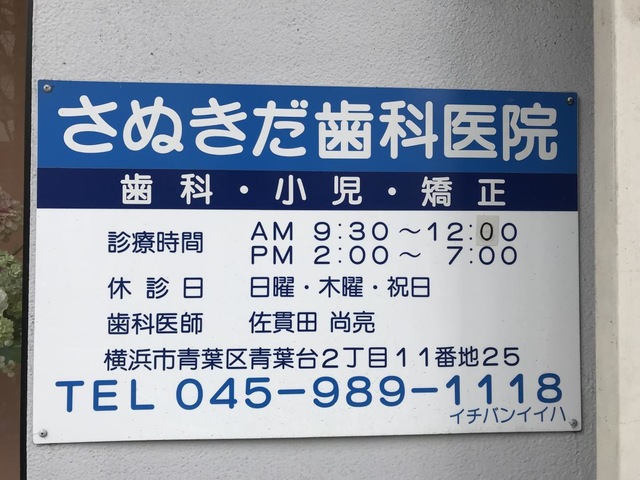 さぬきだ歯科医院
歯科・小児・矯正
診療時間 AM 9:30～12:00
PM 2:00～ 7:00
休診日 日曜・木曜・祝日
歯科医師 佐貫田 尚亮
横浜市青葉区青葉台2丁目11番地25
TEL 045-989-1118
イチバンイイハ